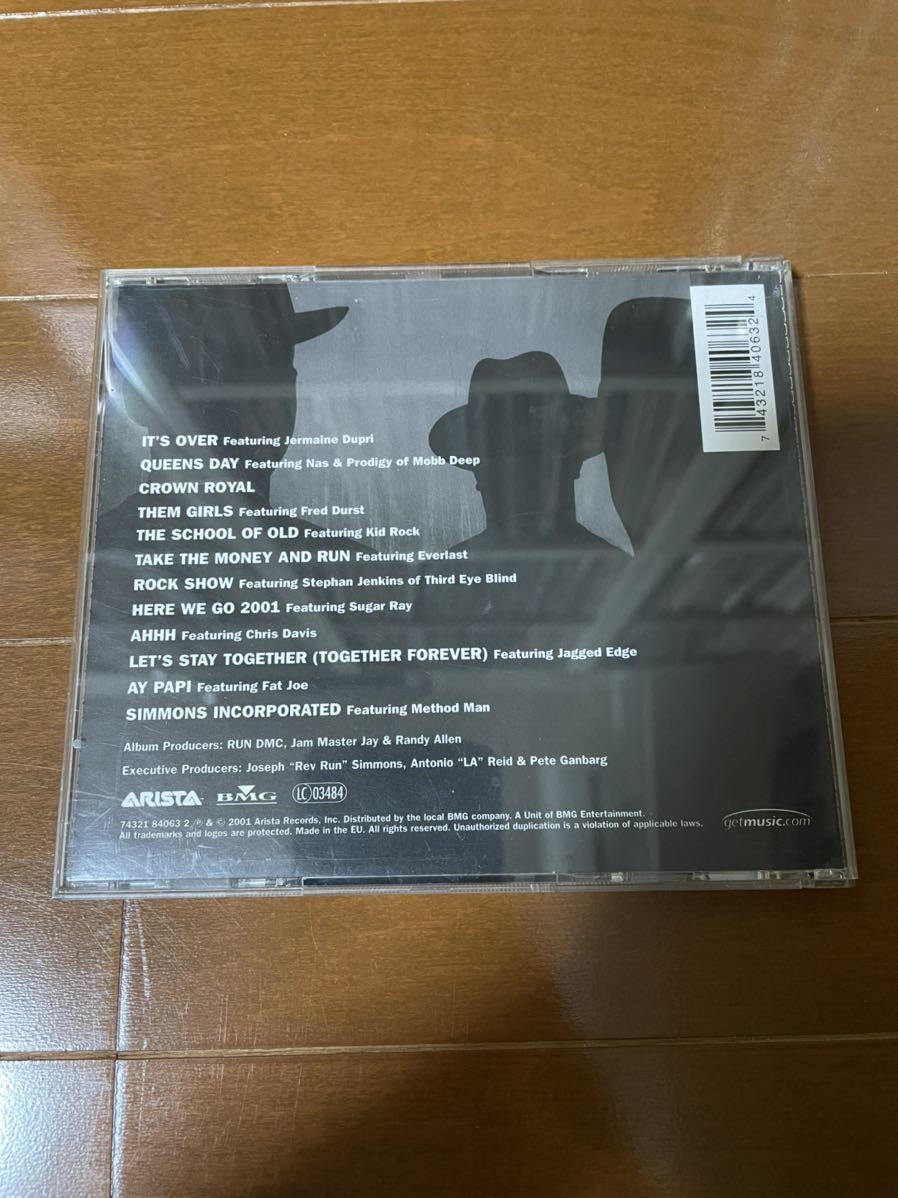 7 43218 40632 4
IT'S OVER Featuring Jermaine Dupri
QUEENS DAY Featuring Nas & Prodigy of Mobb Deep
CROWN ROYAL
THEM GIRLS Featuring Fred Durst
THE SCHOOL OF OLD Featuring Kid Rock
TAKE THE MONEY AND RUN Featuring Everlast
ROCK SHOW Featuring Stephan Jenkins of Third Eye Blind
HERE WE GO 2001 Featuring Sugar Ray
AHHH Featuring Chris Davis
LET'S STAY TOGETHER (TOGETHER FOREVER) Featuring Jagged Edge
AY PAPI Featuring Fat Joe
SIMMONS INCORPORATED Featuring Method Man
Album Producers: RUN DMC, Jam Master Jay & Randy Allen
Executive Producers: Joseph "Rev Run" Simmons, Antonio "LA" Reid & Pete Ganbarg
ARISTA BMG LC 03484
74321 84063 2 ℗ & © 2001 Arista Records, Inc. Distributed by the local BMG company. A Unit of BMG Entertainment.
All trademarks and logos are protected. Made in the EU. All rights reserved. Unauthorized duplication is a violation of applicable laws.
getmusic.com